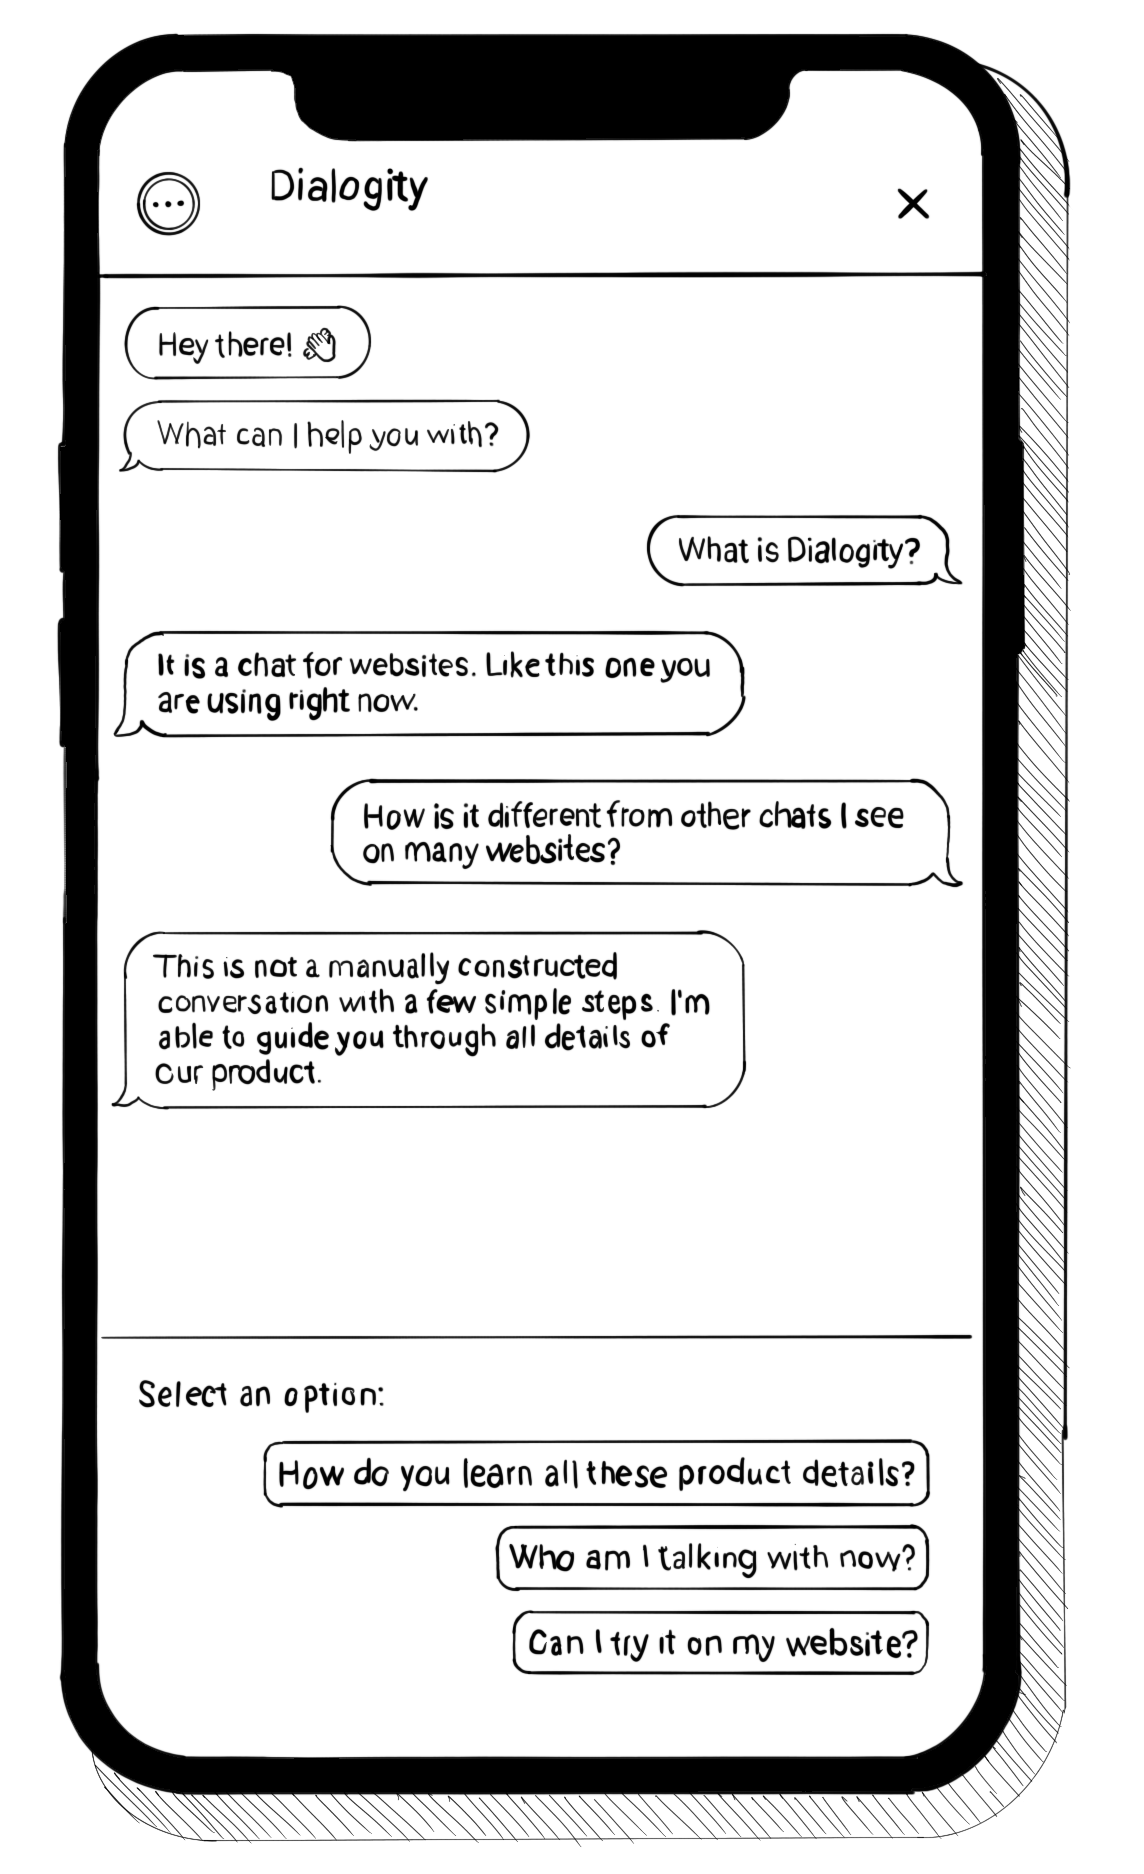 Dialogity
Hey there! 👋
What can I help you with?
What is Dialogity?
It is a chat for websites. Like this one you
are using right now.
How is it different from other chats I see
on many websites?
This is not a manually constructed
conversation with a few simple steps. I'm
able to guide you through all details of
our product.
Select an option:
How do you learn all these product details?
Who am I talking with now?
Can I try it on my website?